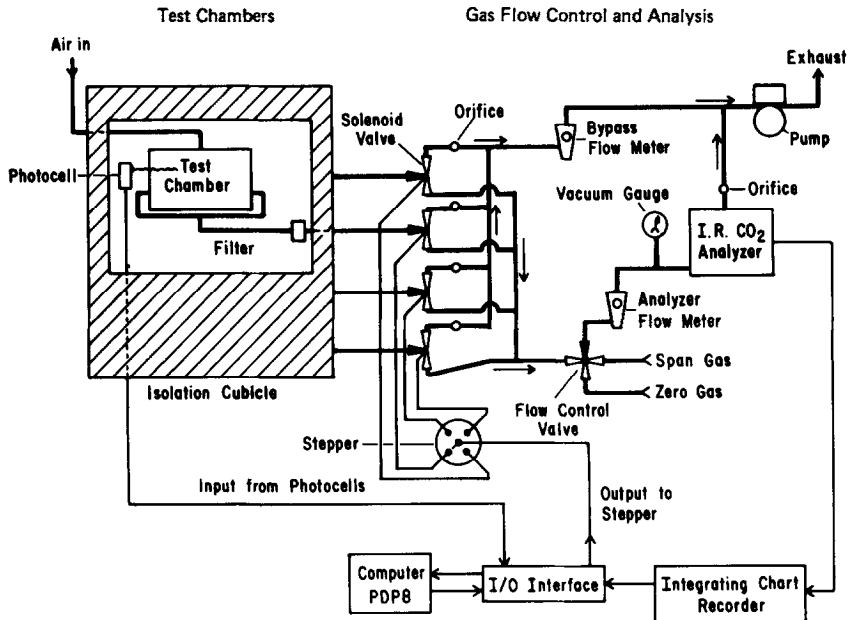 Test Chambers
Gas Flow Control and Analysis
Air in
Exhaust
Solenoid
Valve
Orifice
Bypass
Flow Meter
Pump
Photocell
Test
Chamber
Vacuum Gauge
Orifice
I.R. CO₂
Analyzer
Filter
Analyzer
Flow Meter
Span Gas
Zero Gas
Isolation Cubicle
Flow Control
Valve
Stepper
Input from Photocells
Output to
Stepper
Computer
PDP8
I/O Interface
Integrating Chart
Recorder